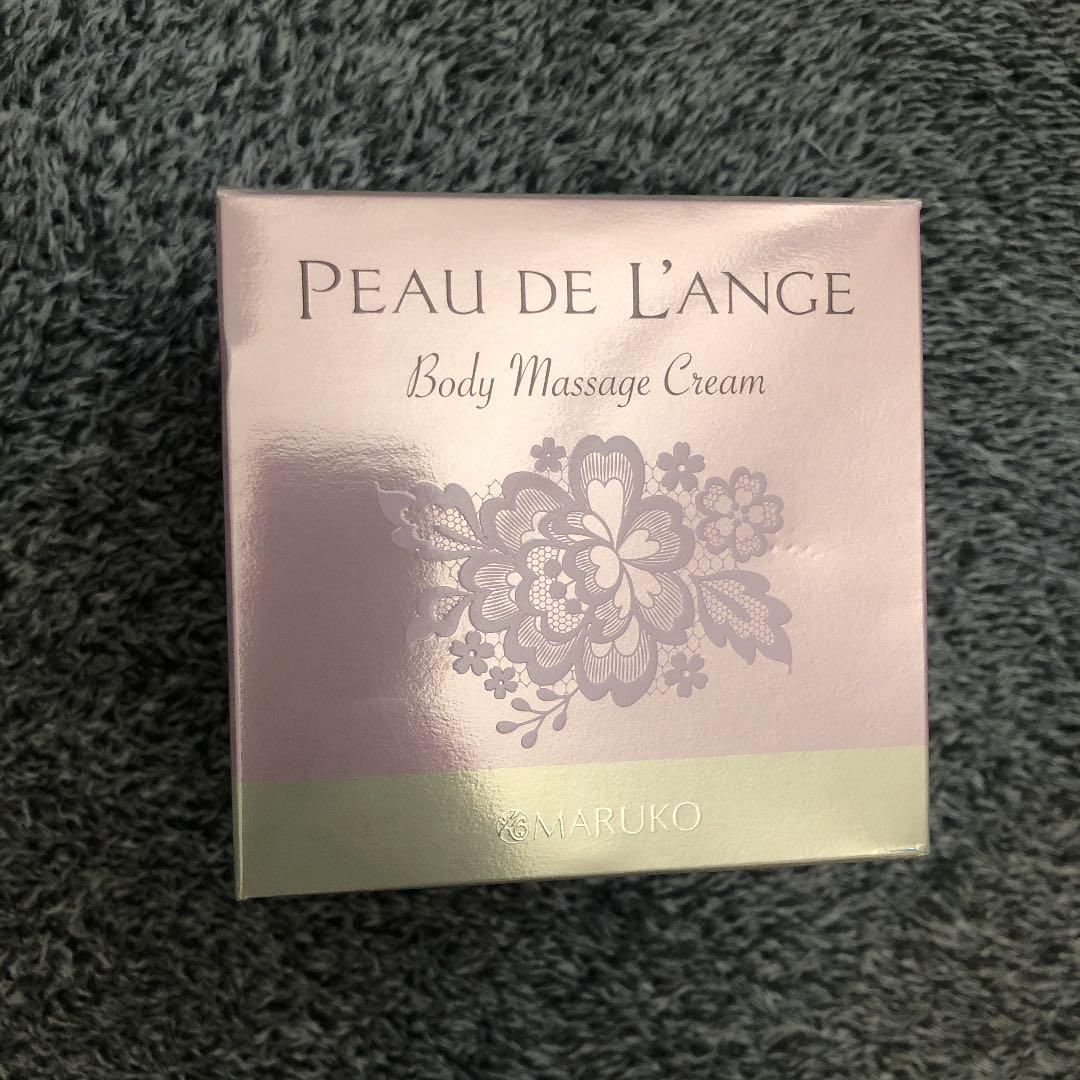 PEAU DE L'ANGE
Body Massage Cream
MARUKO